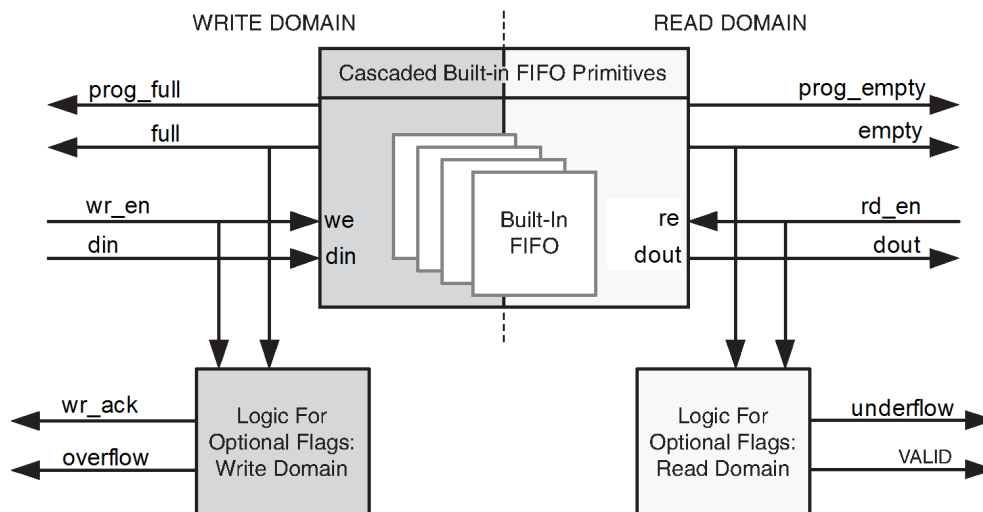 WRITE DOMAIN
READ DOMAIN
Cascaded Built-in FIFO Primitives
prog_full
prog_empty
full
empty
wr_en
we
Built-In
FIFO
re
rd_en
din
din
dout
dout
wr_ack
Logic For
Optional Flags:
Write Domain
overflow
Logic For
Optional Flags:
Read Domain
underflow
VALID